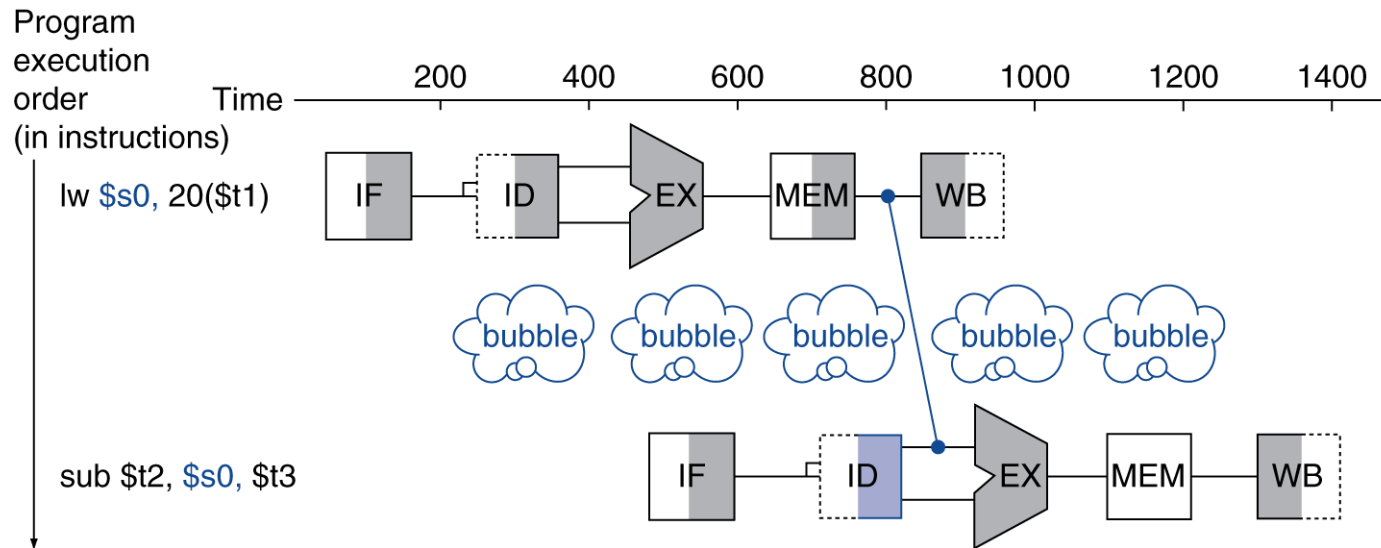 Program
execution
order
(in instructions)
Time
200 400 600 800 1000 1200 1400
lw $s0, 20($t1)
IF ID EX MEM WB
bubble bubble bubble bubble bubble
sub $t2, $s0, $t3
IF ID EX MEM WB